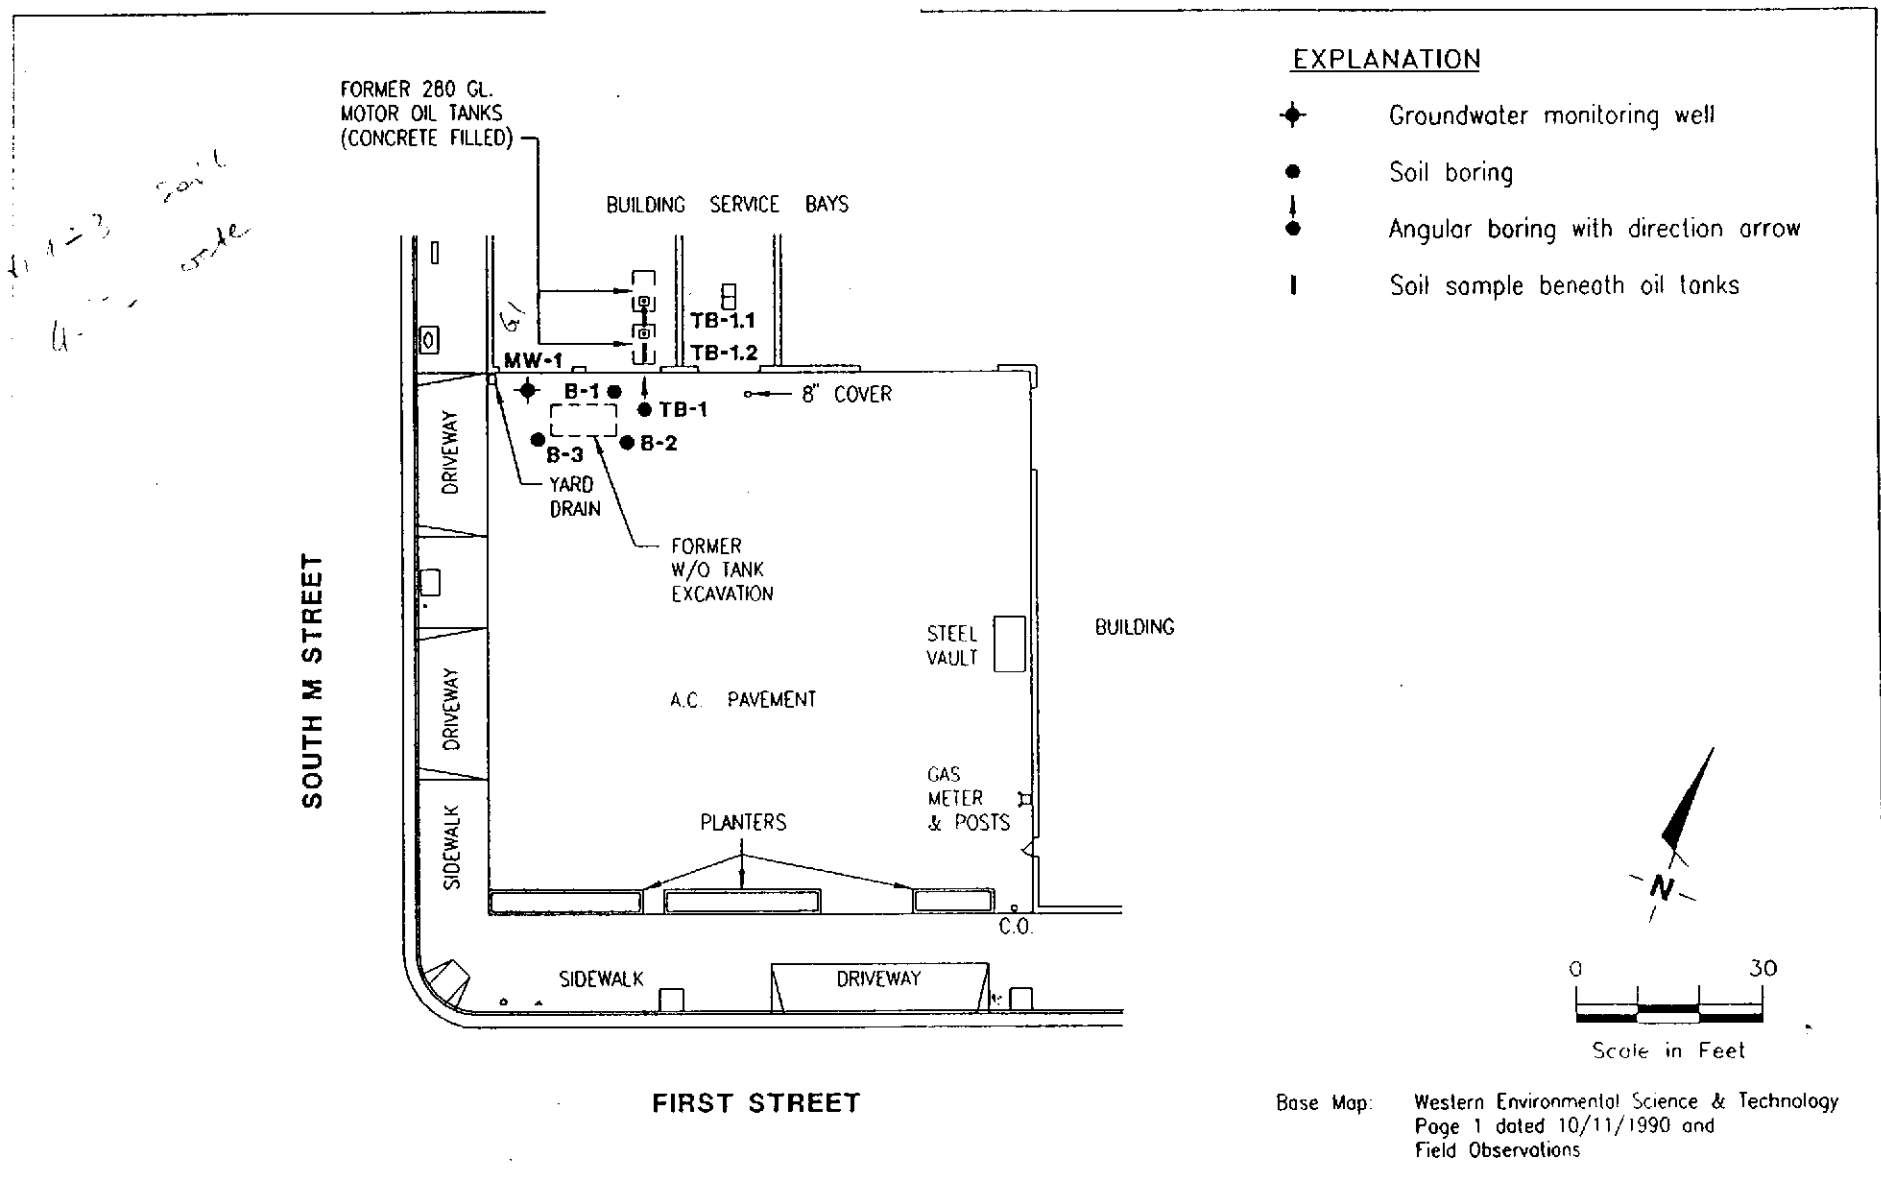 EXPLANATION
Groundwater monitoring well
Soil boring
Angular boring with direction arrow
Soil sample beneath oil tanks
FORMER 280 GL.
MOTOR OIL TANKS
(CONCRETE FILLED)
soil
BUILDING SERVICE BAYS
TB-1.1
TB-1.2
MW-1
B-1
TB-1
8" COVER
B-2
B-3
YARD
DRAIN
FORMER
W/O TANK
EXCAVATION
DRIVEWAY
SOUTH M STREET
STEEL
VAULT
BUILDING
A.C. PAVEMENT
DRIVEWAY
GAS
METER
& POSTS
PLANTERS
SIDEWALK
C.O.
SIDEWALK
DRIVEWAY
N
0 30
Scale in Feet
FIRST STREET
Base Map: Western Environmental Science & Technology
Page 1 dated 10/11/1990 and
Field Observations